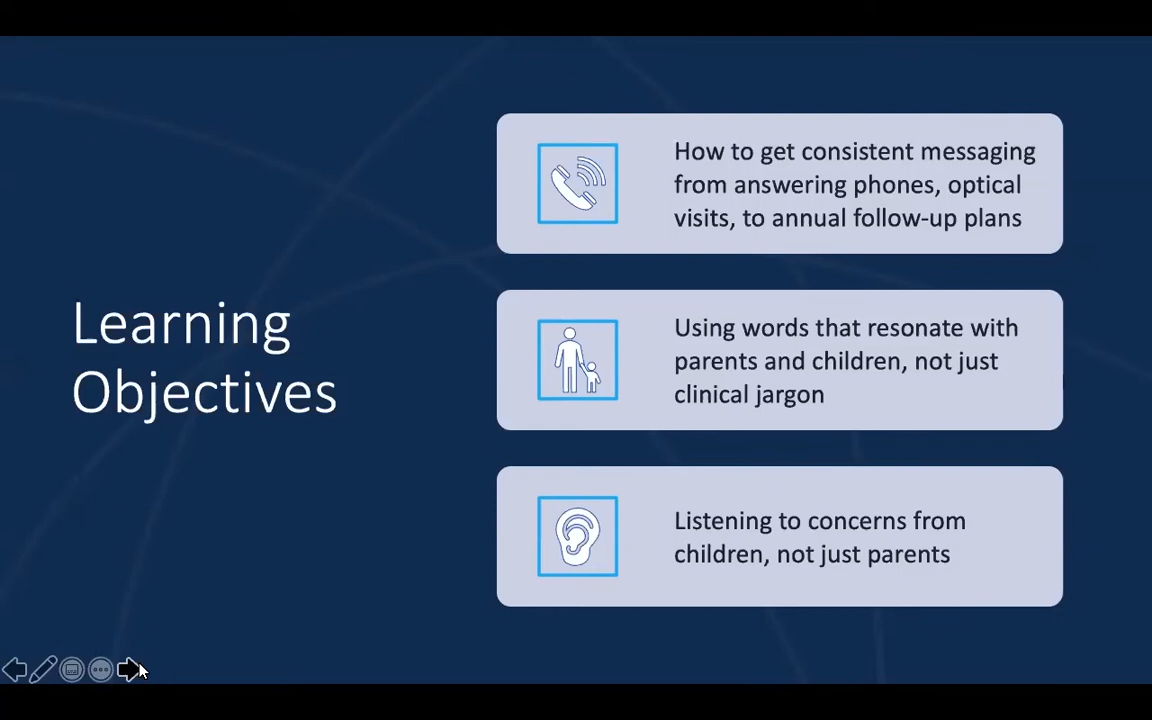 Learning
Objectives
How to get consistent messaging
from answering phones, optical
visits, to annual follow-up plans
Using words that resonate with
parents and children, not just
clinical jargon
Listening to concerns from
children, not just parents